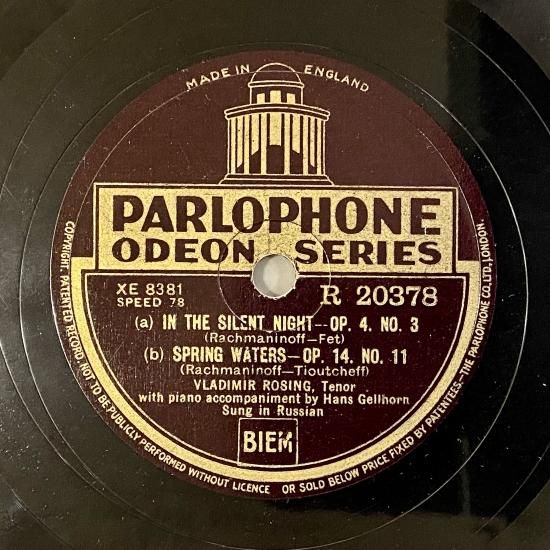 MADE IN ENGLAND
PARLOPHONE
ODEON SERIES
XE 8381
SPEED 78
R 20378
(a) IN THE SILENT NIGHT--OP. 4. NO. 3
(Rachmaninoff—Fet)
(b) SPRING WATERS—OP. 14. NO. 11
(Rachmaninoff—Tioutcheff)
VLADIMIR ROSING, Tenor
with piano accompaniment by Hans Gellhorn
Sung in Russian
BIEM
COPYRIGHT. PATENTED RECORD. NOT TO BE PUBLICLY PERFORMED WITHOUT LICENCE OR SOLD BELOW PRICE FIXED BY PATENTEES.—THE PARLOPHONE CO. LTD., LONDON.